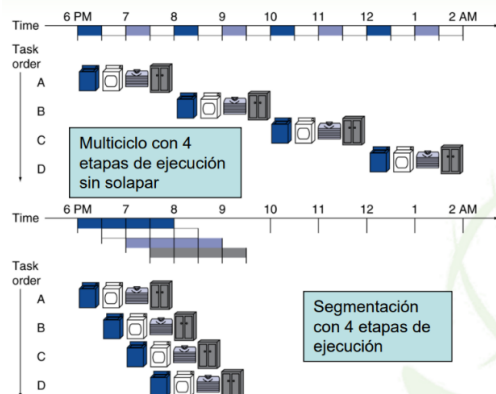 6 PM 7 8 9 10 11 12 1 2 AM
Time
Task
order
A
B
C
D
Multiciclo con 4
etapas de ejecución
sin solapar
6 PM 7 8 9 10 11 12 1 2 AM
Time
Task
order
A
B
C
D
Segmentación
con 4 etapas de
ejecución